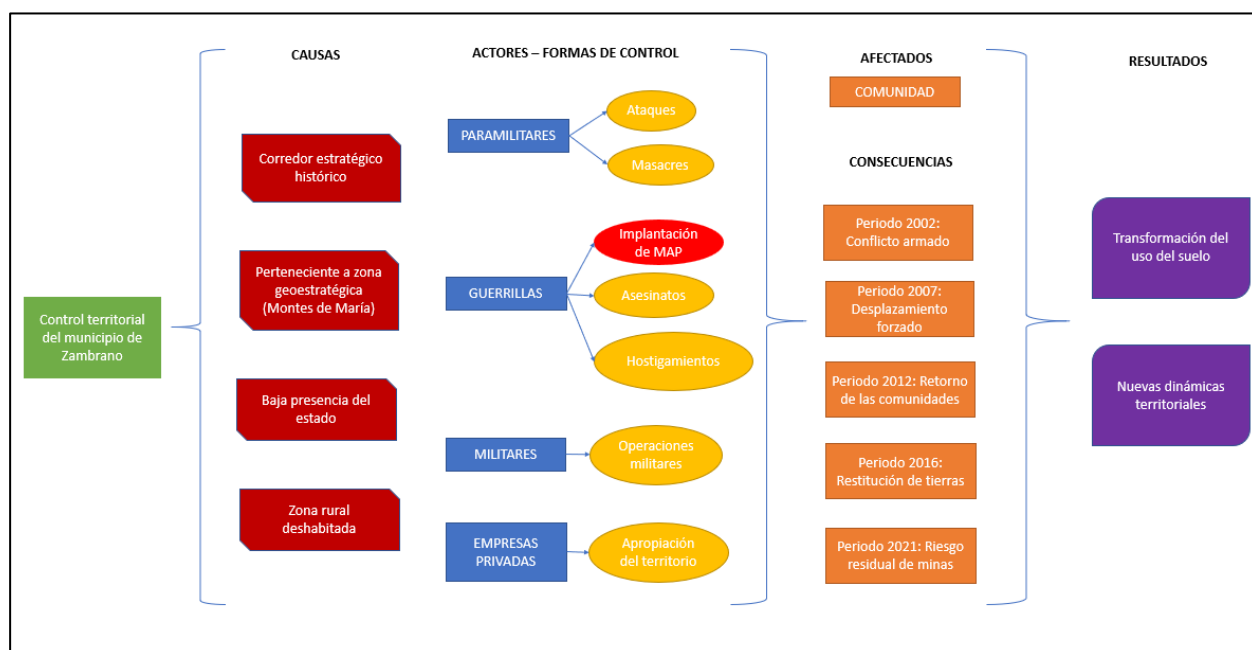 CAUSAS
ACTORES – FORMAS DE CONTROL
AFECTADOS
RESULTADOS
Control territorial
del municipio de
Zambrano
Corredor estratégico
histórico
Perteneciente a zona
geoestratégica
(Montes de María)
Baja presencia del
estado
Zona rural
deshabitada
PARAMILITARES
Ataques
Masacres
GUERRILLAS
Implantación
de MAP
Asesinatos
Hostigamientos
MILITARES
Operaciones
militares
EMPRESAS
PRIVADAS
Apropiación
del territorio
COMUNIDAD
CONSECUENCIAS
Periodo 2002:
Conflicto armado
Periodo 2007:
Desplazamiento
forzado
Periodo 2012: Retorno
de las comunidades
Periodo 2016:
Restitución de tierras
Periodo 2021: Riesgo
residual de minas
Transformación del
uso del suelo
Nuevas dinámicas
territoriales